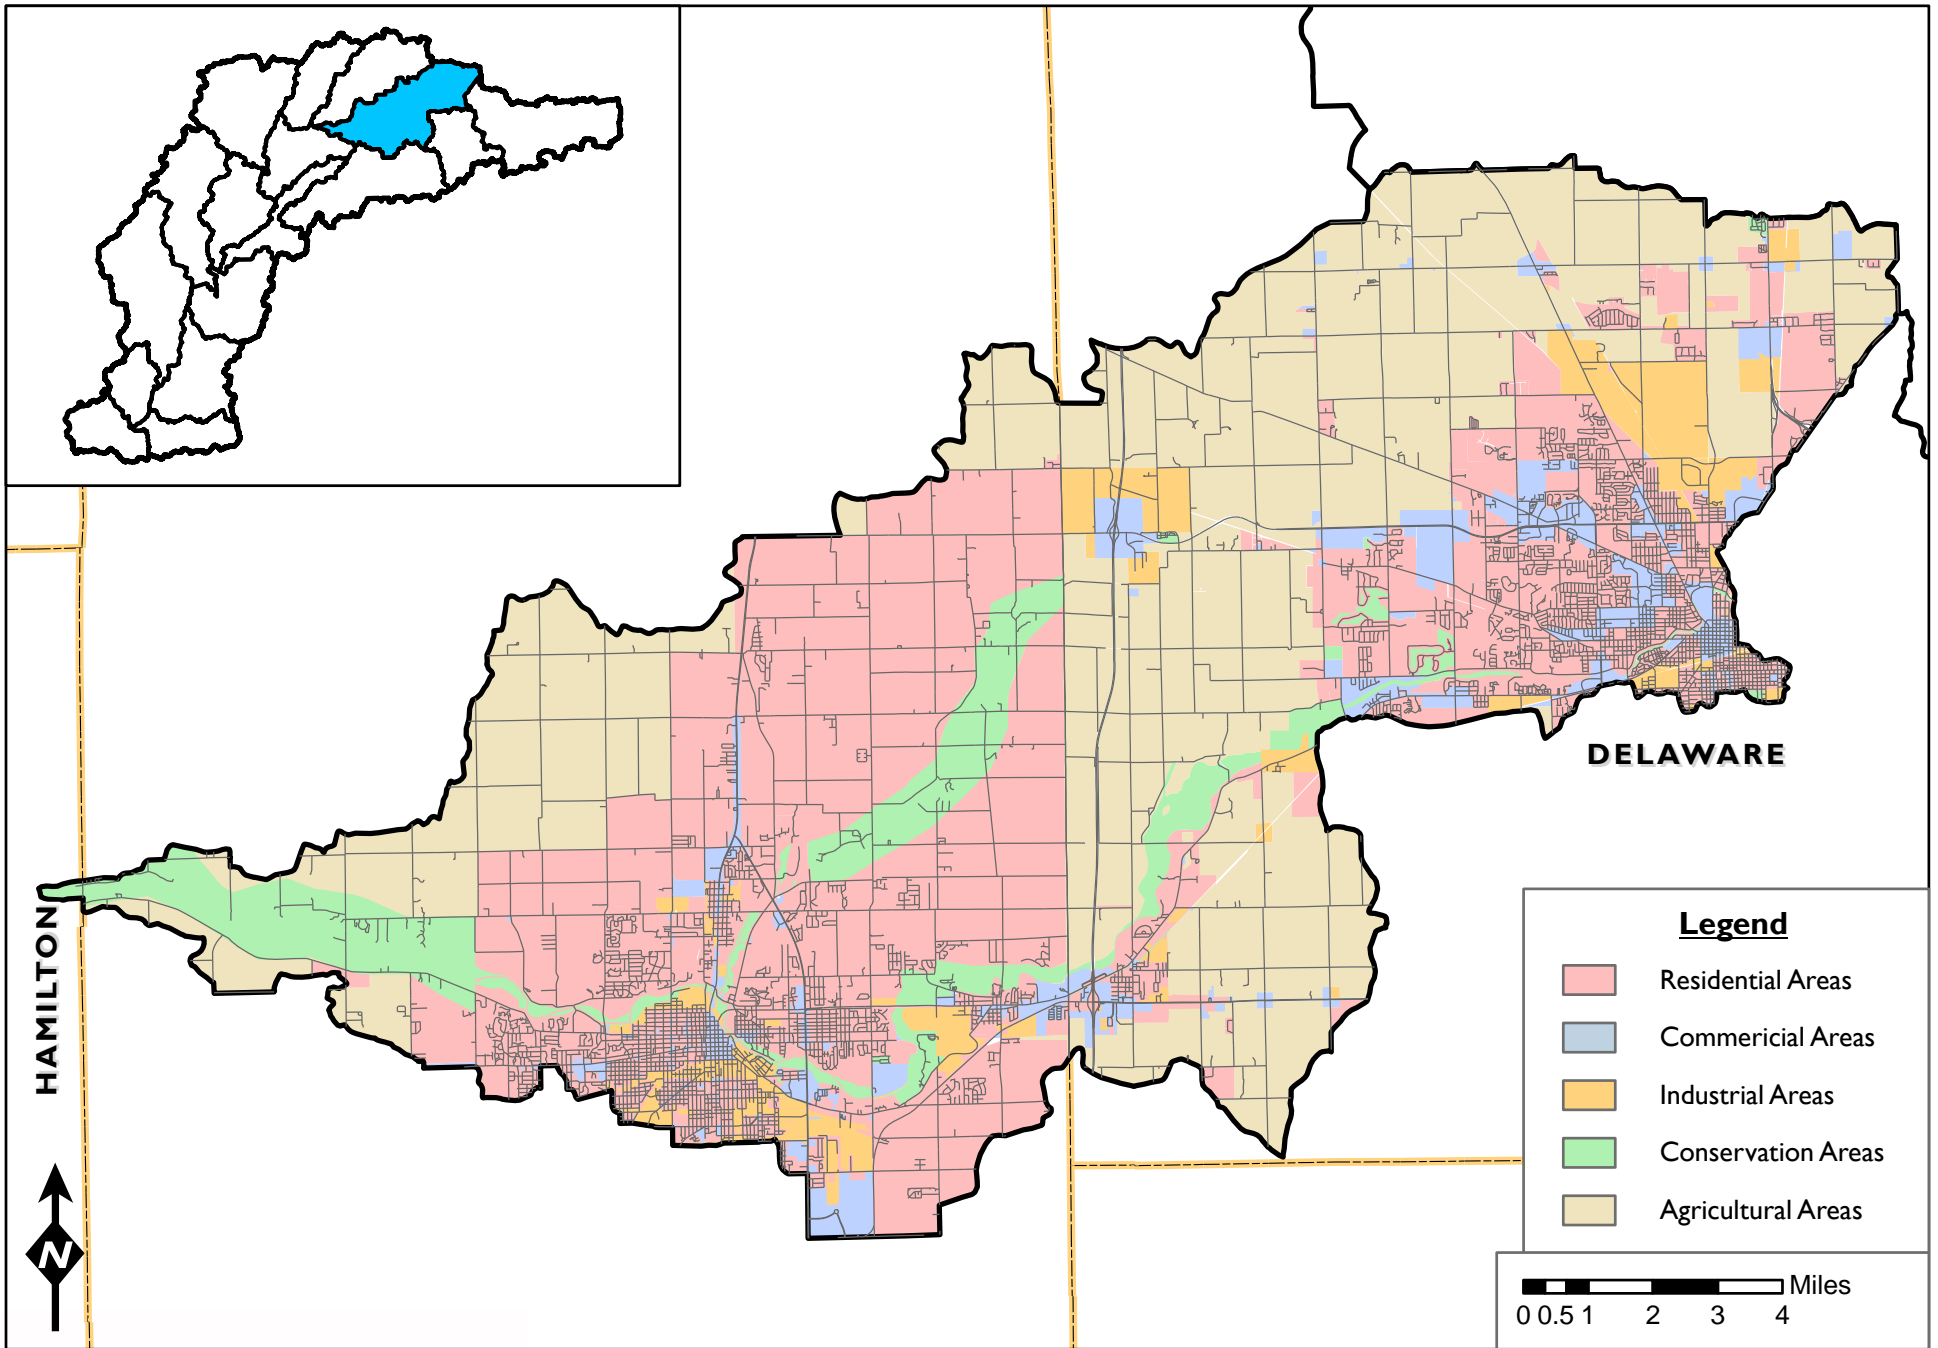 DELAWARE
HAMILTON
N
Legend
Residential Areas
Commericial Areas
Industrial Areas
Conservation Areas
Agricultural Areas
Miles
0 0.5 1 2 3 4